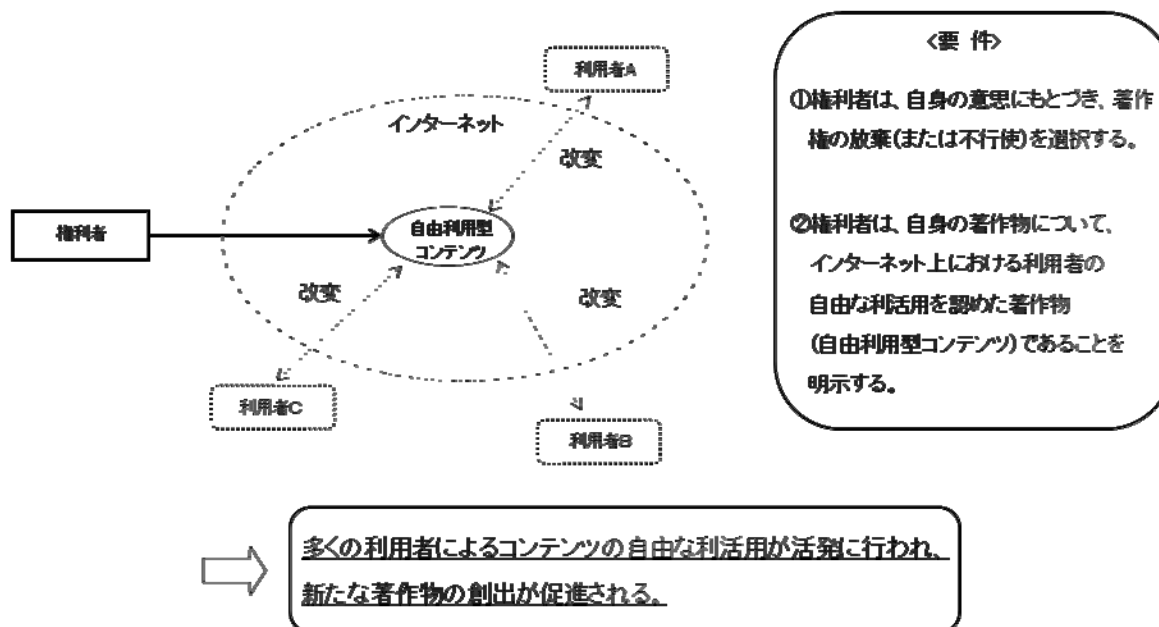 利用者A
インターネット
改変
権利者
自由利用型
コンテンツ
改変
改変
利用者C
利用者B
<要 件>
①権利者は、自身の意思にもとづき、著作
権の放棄(または不行使)を選択する。
②権利者は、自身の著作物について、
インターネット上における利用者の
自由な利活用を認めた著作物
(自由利用型コンテンツ)であることを
明示する。
多くの利用者によるコンテンツの自由な利活用が活発に行われ、
新たな著作物の創出が促進される。